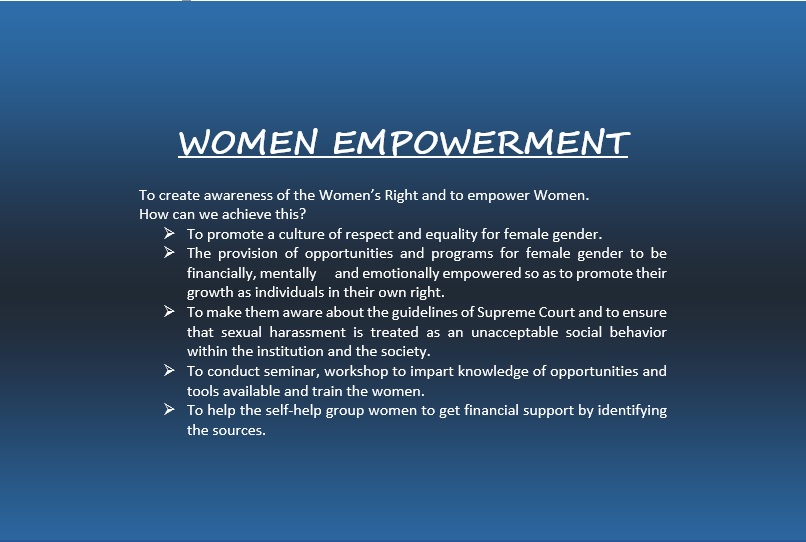 WOMEN EMPOWERMENT
To create awareness of the Women's Right and to empower Women.
How can we achieve this?
➢ To promote a culture of respect and equality for female gender.
➢ The provision of opportunities and programs for female gender to be
financially, mentally and emotionally empowered so as to promote their
growth as individuals in their own right.
➢ To make them aware about the guidelines of Supreme Court and to ensure
that sexual harassment is treated as an unacceptable social behavior
within the institution and the society.
➢ To conduct seminar, workshop to impart knowledge of opportunities and
tools available and train the women.
➢ To help the self-help group women to get financial support by identifying
the sources.